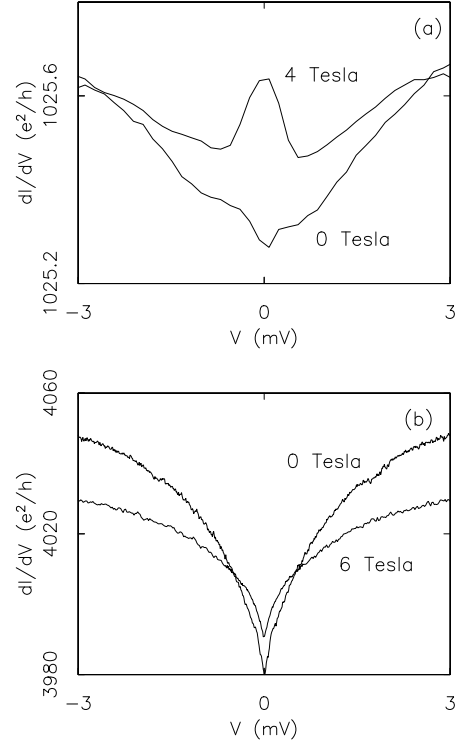 (a)
4 Tesla
1025.6
dI/dV (e²/h)
0 Tesla
1025.2
−3 0 3
V (mV)
4060
(b)
0 Tesla
4020
dI/dV (e²/h)
6 Tesla
3980
−3 0 3
V (mV)